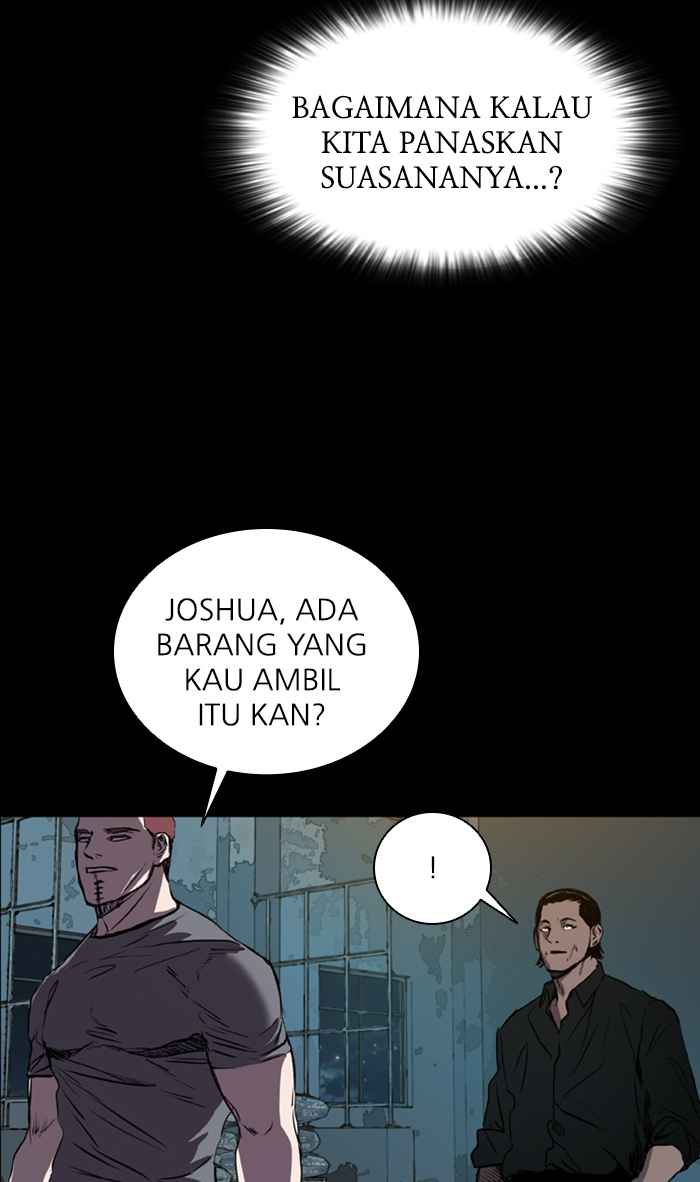 BAGAIMANA KALAU
KITA PANASKAN
SUASANANYA...?
JOSHUA, ADA
BARANG YANG
KAU AMBIL
ITU KAN?
!